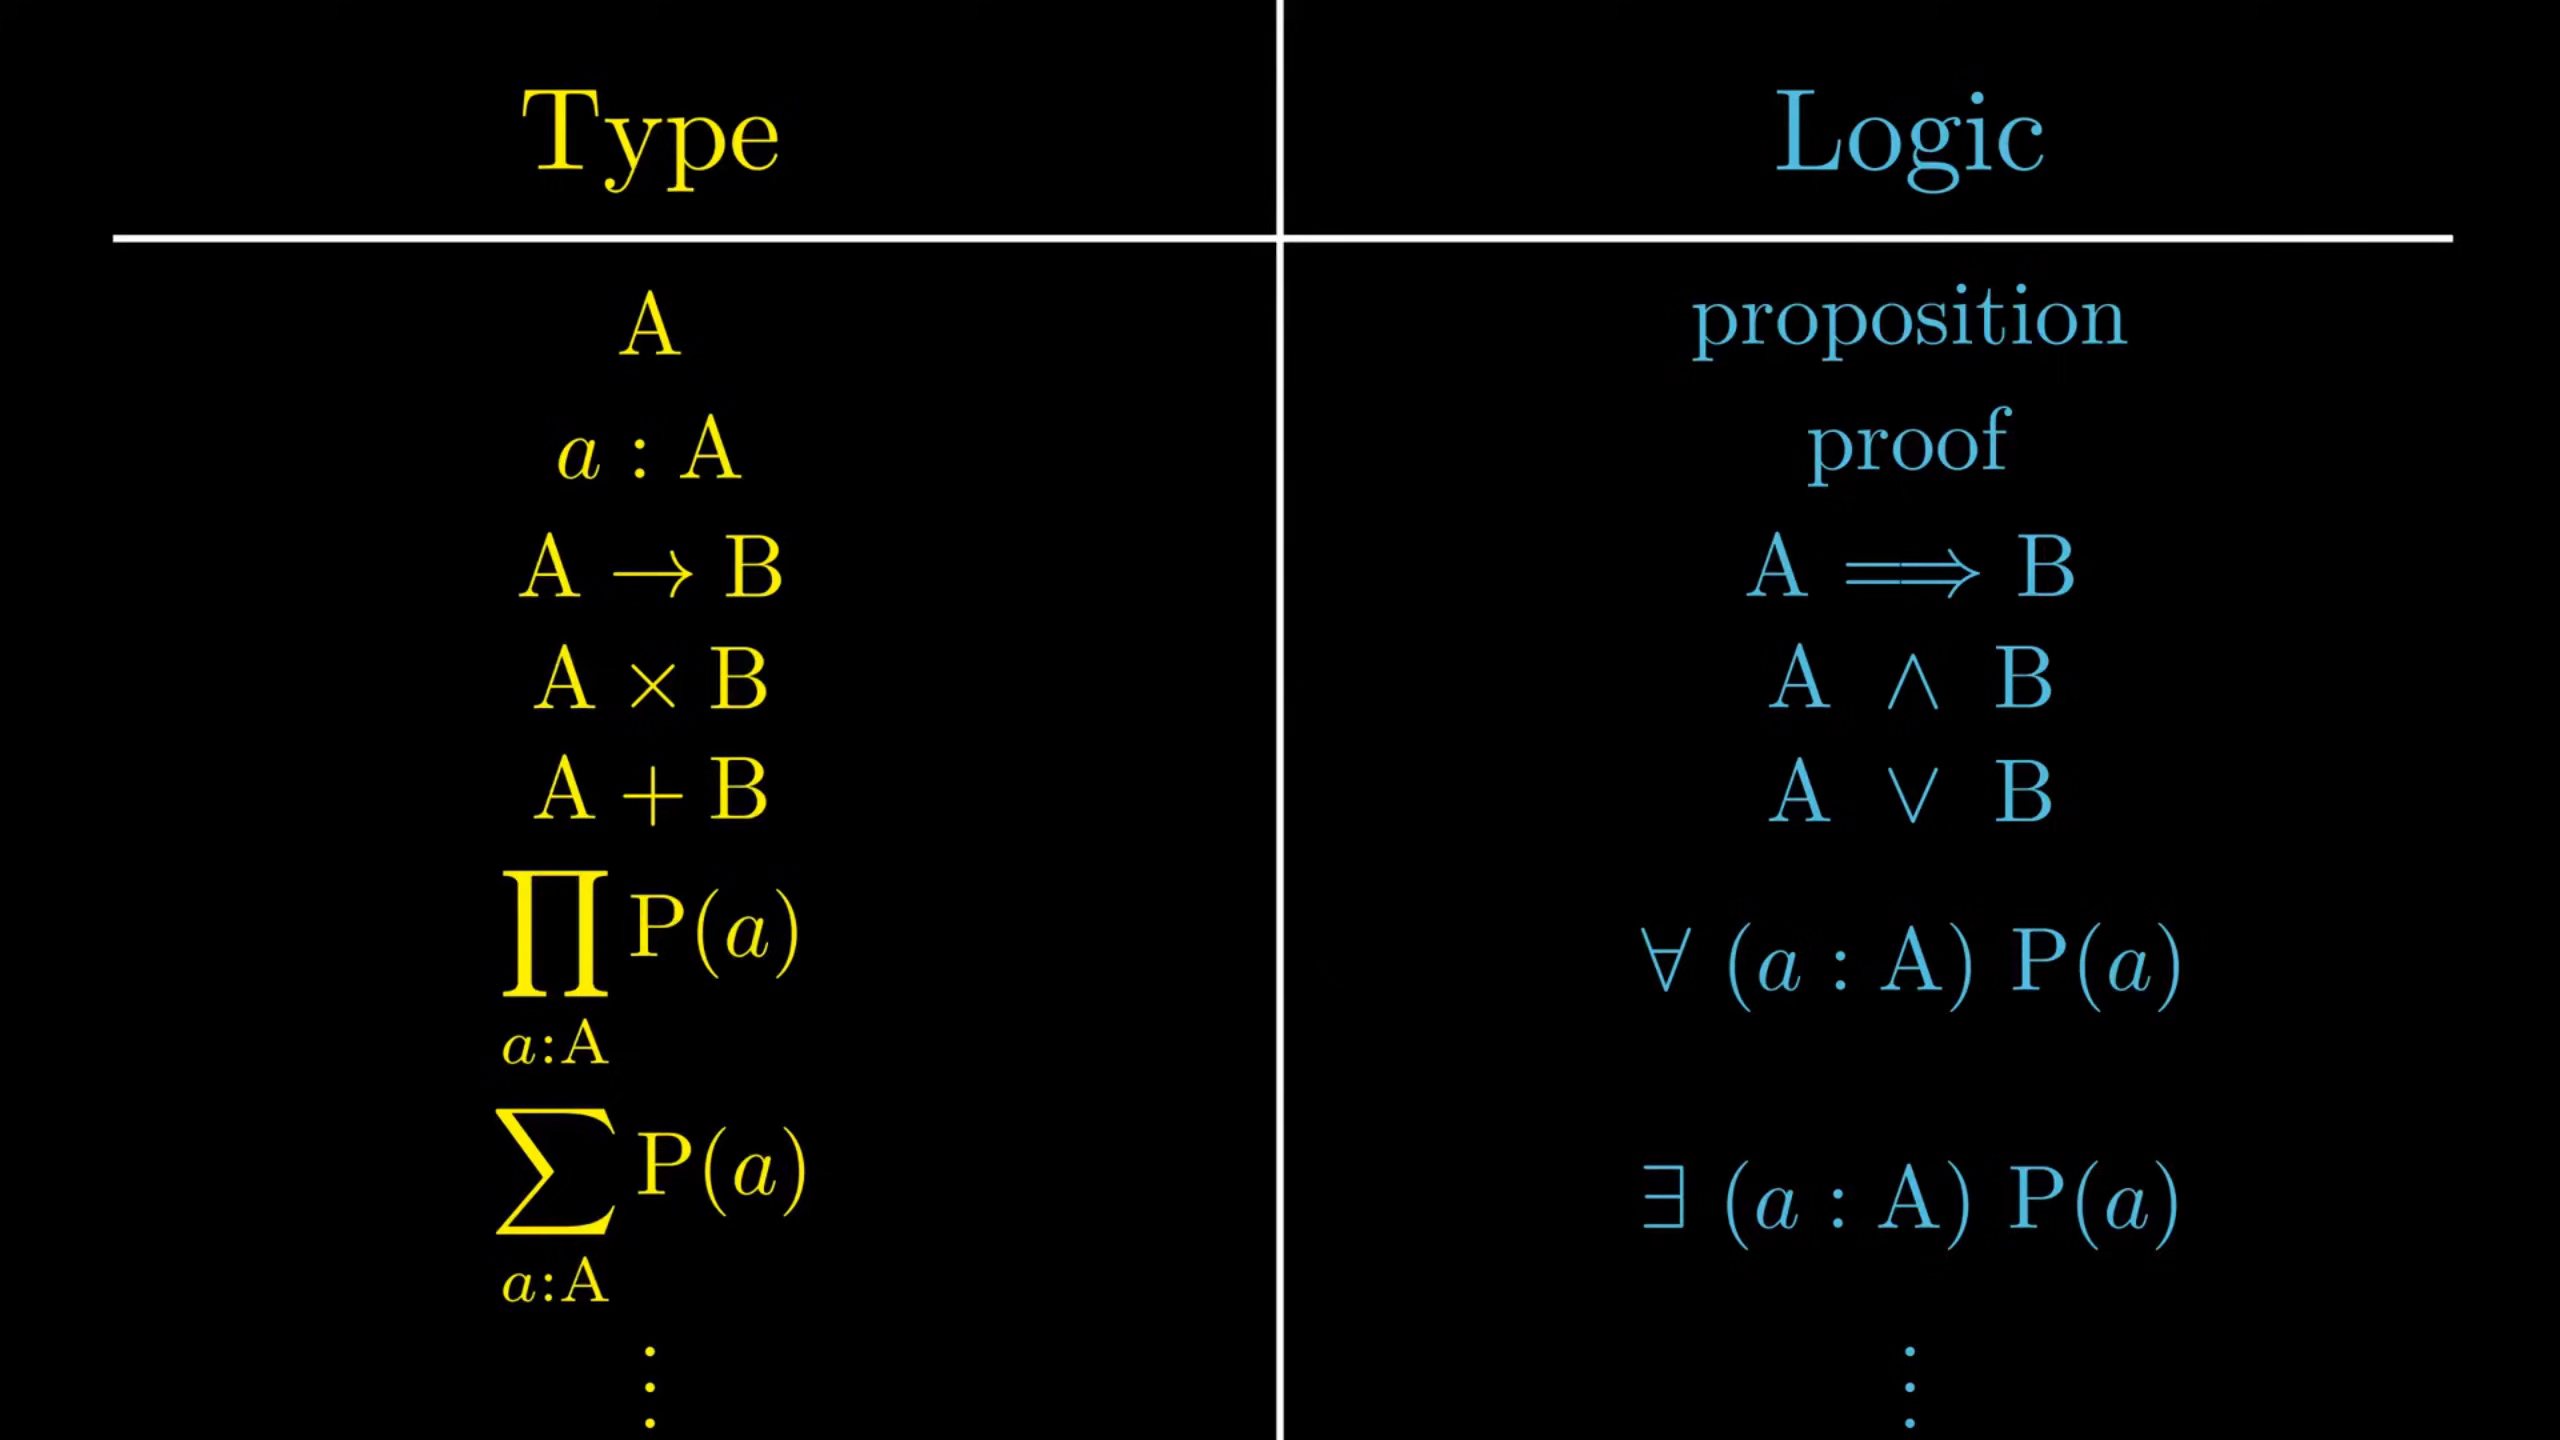 Type Logic
A proposition
a : A proof
A → B A ⟹ B
A × B A ∧ B
A + B A ∨ B
∏ P(a) ∀ (a : A) P(a)
a:A
∑ P(a) ∃ (a : A) P(a)
a:A
⋮ ⋮